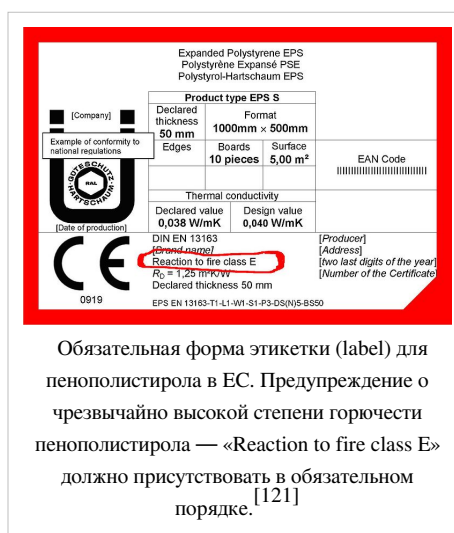 Expanded Polystyrene EPS
Polystyrène Expansé PSE
Polystyrol-Hartschaum EPS
Product type EPS S
[Company]
Declared thickness
50 mm
Format
1000mm × 500mm
Example of conformity to
national regulations
Edges
Boards
10 pieces
Surface
5,00 m²
EAN Code
GÜTESCHUTZ
RAL
HARTSCHAUM
Thermal conductivity
Declared value
0,038 W/mK
Design value
0,040 W/mK
[Date of production]
DIN EN 13163
[Brand name]
Reaction to fire class E
R_D = 1,25 m²K/W
Declared thickness 50 mm
[Producer]
[Address]
[two last digits of the year]
[Number of the Certificate]
CE
0919
EPS EN 13163-T1-L1-W1-S1-P3-DS(N)5-BS50
Обязательная форма этикетки (label) для
пенополистирола в ЕС. Предупреждение о
чрезвычайно высокой степени горючести
пенополистирола — «Reaction to fire class E»
должно присутствовать в обязательном
порядке.[121]